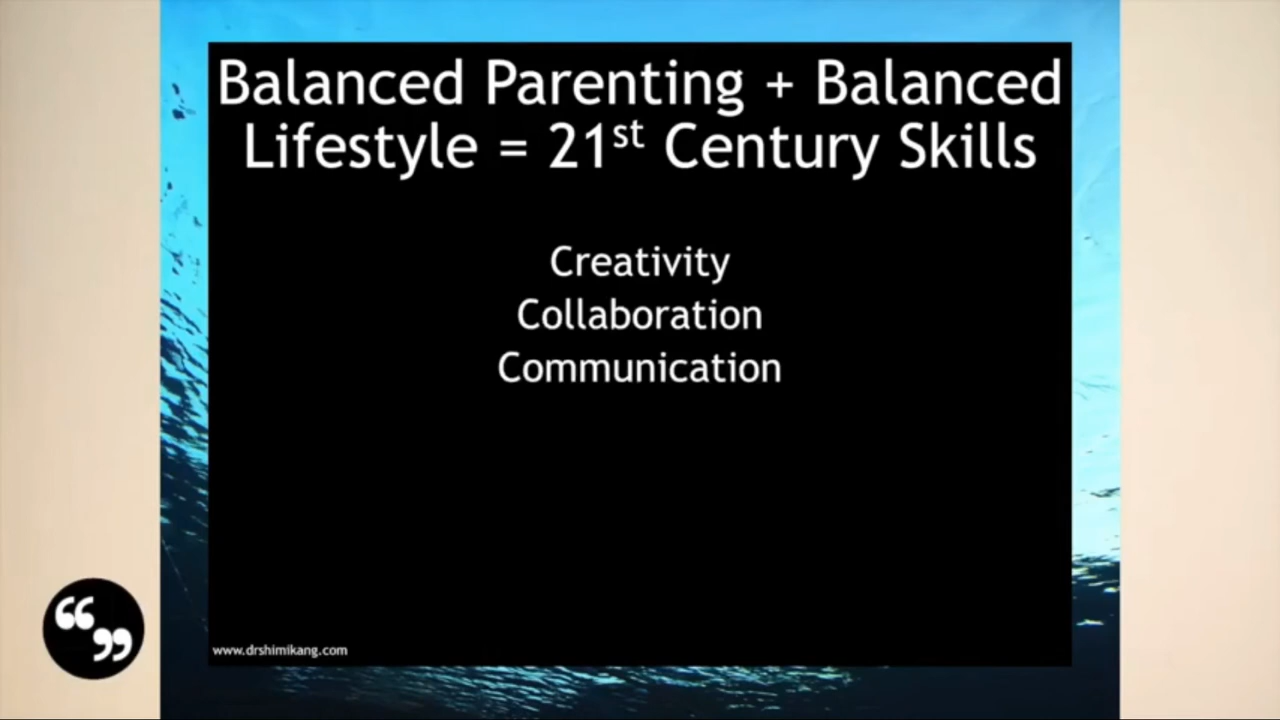 Balanced Parenting + Balanced
Lifestyle = 21st Century Skills
Creativity
Collaboration
Communication
www.drshimikang.com